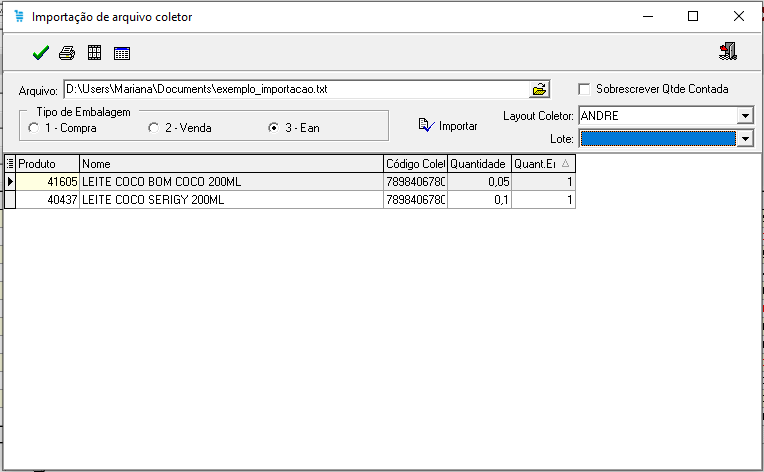 Importação de arquivo coletor
Arquivo: D:\Users\Mariana\Documents\exemplo_importacao.txt
Sobrescrever Qtde Contada
Tipo de Embalagem
1 - Compra 2 - Venda 3 - Ean
Importar
Layout Coletor: ANDRE
Lote:
Produto Nome Código Colet Quantidade Quant.Er
41605 LEITE COCO BOM COCO 200ML 789840678C 0,05 1
40437 LEITE COCO SERIGY 200ML 789840678C 0,1 1